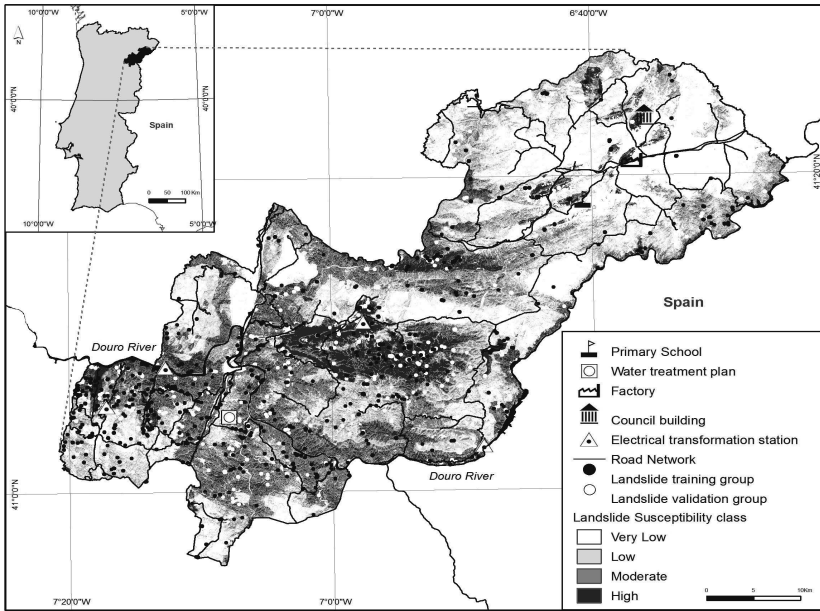 10°0'0"W
5°0'0"W
N
40°0'0"N
40°0'0"N
Spain
0 50 100Km
10°0'0"W
5°0'0"W
7°0'0"W
6°40'0"W
41°20'0"N
Spain
Douro River
Douro River
41°0'0"N
7°20'0"W
7°0'0"W
Primary School
Water treatment plan
Factory
Council building
Electrical transformation station
Road Network
Landslide training group
Landslide validation group
Landslide Susceptibility class
Very Low
Low
Moderate
High
0 5 10Km